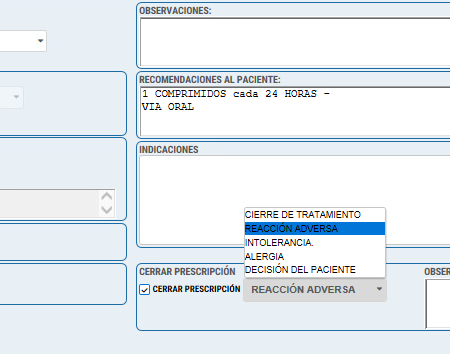 OBSERVACIONES:
RECOMENDACIONES AL PACIENTE:
1 COMPRIMIDOS cada 24 HORAS -
VIA ORAL
INDICACIONES
CIERRE DE TRATAMIENTO
REACCIÓN ADVERSA
INTOLERANCIA.
ALERGIA
DECISIÓN DEL PACIENTE
CERRAR PRESCRIPCIÓN
OBSER
CERRAR PRESCRIPCIÓN REACCIÓN ADVERSA